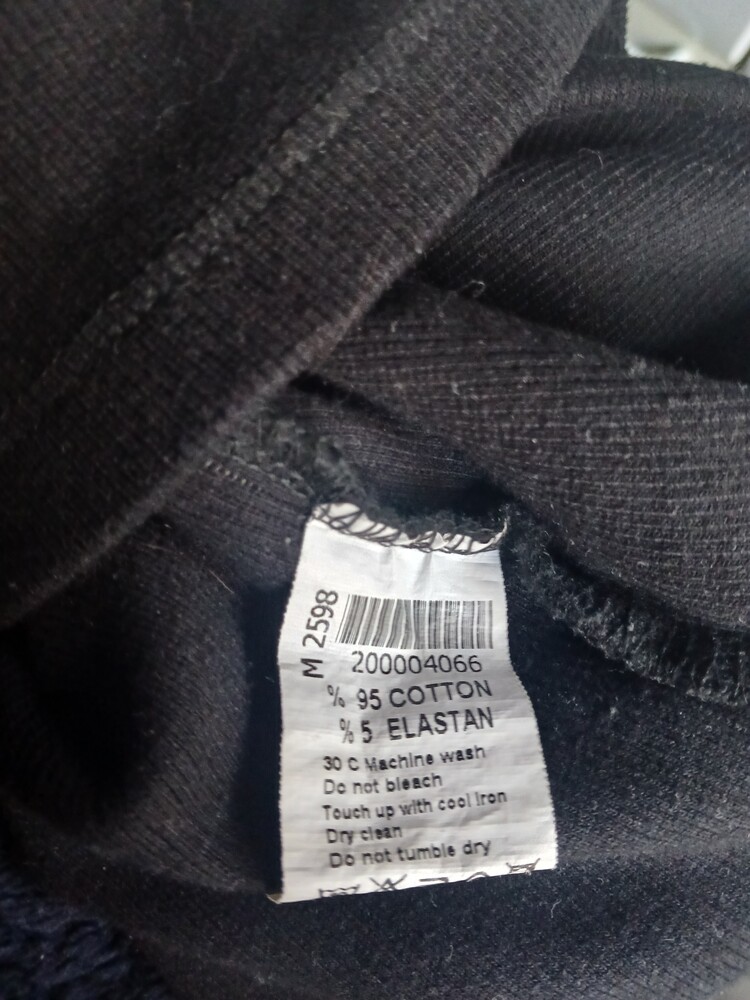 M 2598
200004066
% 95 COTTON
% 5 ELASTAN
30 C Machine wash
Do not bleach
Touch up with cool iron
Dry clean
Do not tumble dry